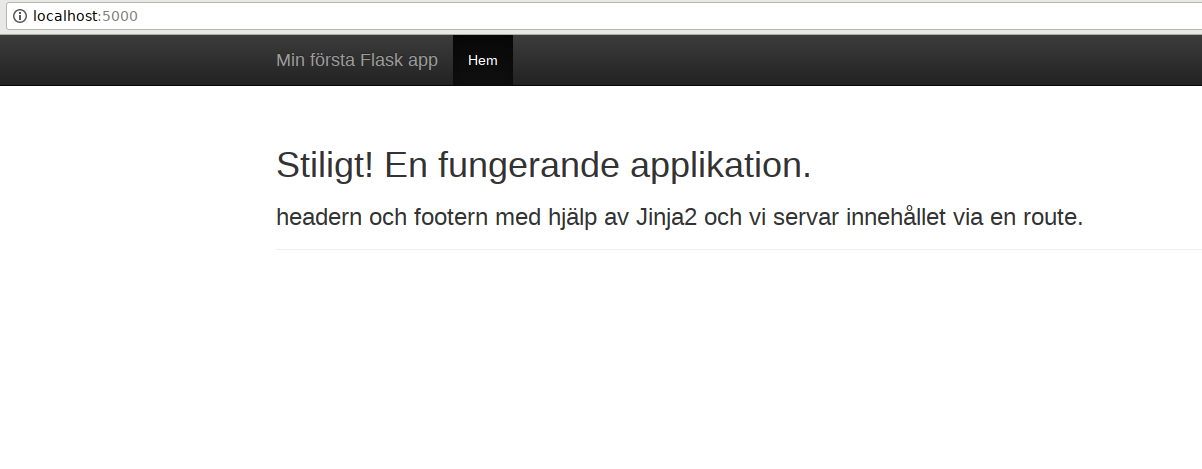 localhost:5000
Min första Flask app Hem
Stiligt! En fungerande applikation.
headern och footern med hjälp av Jinja2 och vi servar innehållet via en route.